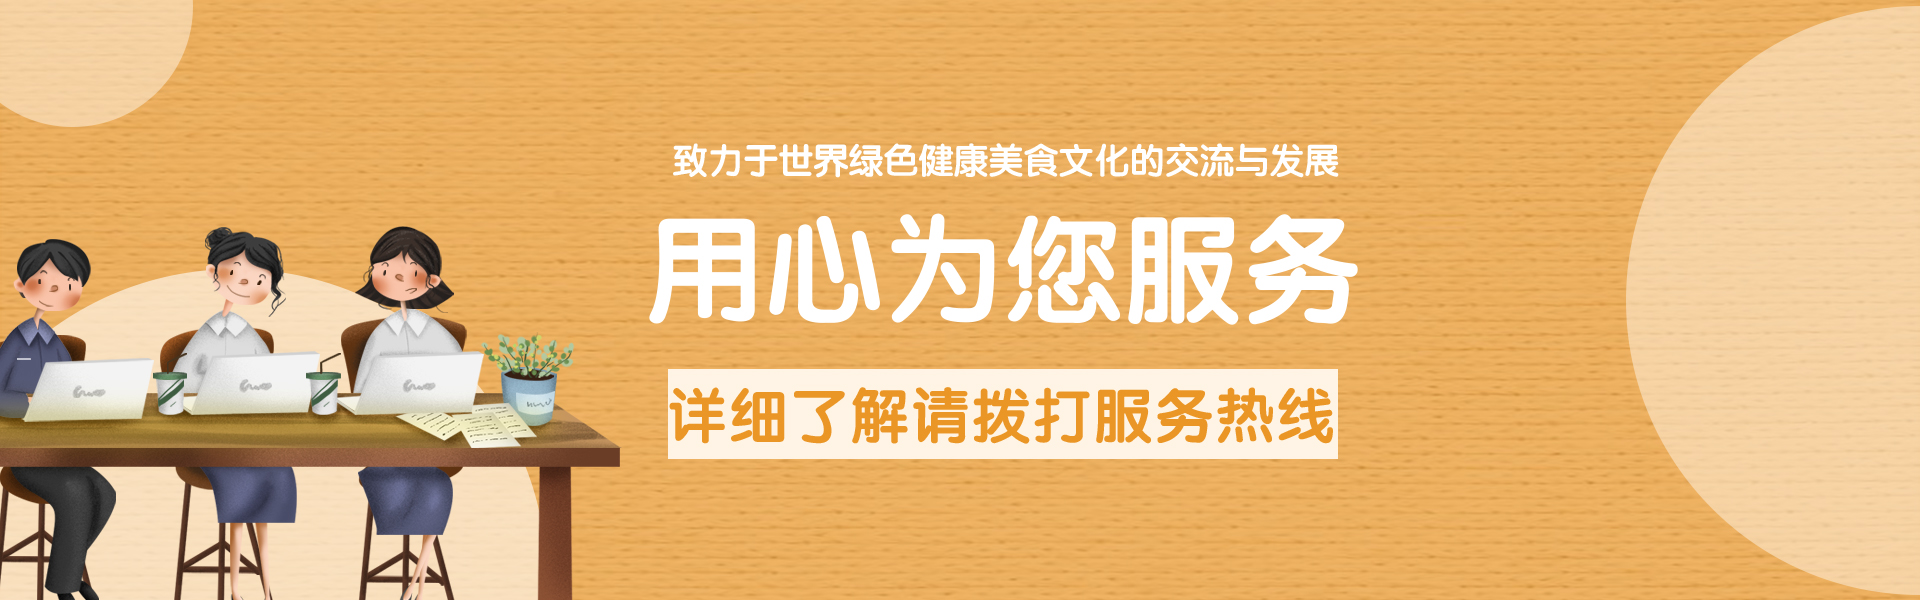 致力于世界绿色健康美食文化的交流与发展
用心为您服务
详细了解请拨打服务热线